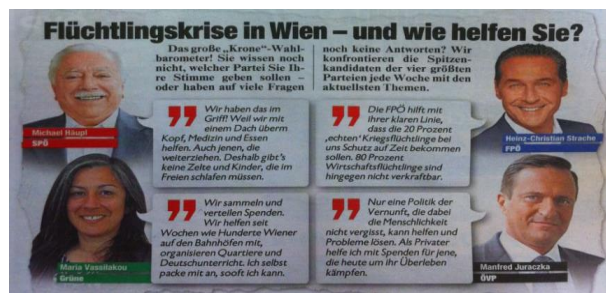 Flüchtlingskrise in Wien – und wie helfen Sie?
Das große „Krone“-Wahl-
barometer! Sie wissen noch
nicht, welcher Partei Sie Ih-
re Stimme geben sollen –
oder haben auf viele Fragen
noch keine Antworten? Wir
konfrontieren die Spitzen-
kandidaten der vier größten
Parteien jede Woche mit den
aktuellsten Themen.
Wir haben das im
Griff! Weil wir mit
einem Dach überm
Kopf, Medizin und Essen
helfen. Auch jenen, die
weiterziehen. Deshalb gibt's
keine Zelte und Kinder, die im
Freien schlafen müssen.
Michael Häupl
SPÖ
Die FPÖ hilft mit
ihrer klaren Linie,
dass die 20 Prozent
‚echten‘ Kriegsflüchtlinge bei
uns Schutz auf Zeit bekommen
sollen. 80 Prozent
Wirtschaftsflüchtlinge sind
hingegen nicht verkraftbar.
Heinz-Christian Strache
FPÖ
Wir sammeln und
verteilen Spenden.
Wir helfen seit
Wochen wie Hunderte Wiener
auf den Bahnhöfen mit,
organisieren Quartiere und
Deutschunterricht. Ich selbst
packe mit an, sooft ich kann.
Maria Vassilakou
Grüne
Nur eine Politik der
Vernunft, die dabei
die Menschlichkeit
nicht vergisst, kann helfen und
Probleme lösen. Als Privater
helfe ich mit Spenden für jene,
die heute um ihr Überleben
kämpfen.
Manfred Juraczka
ÖVP